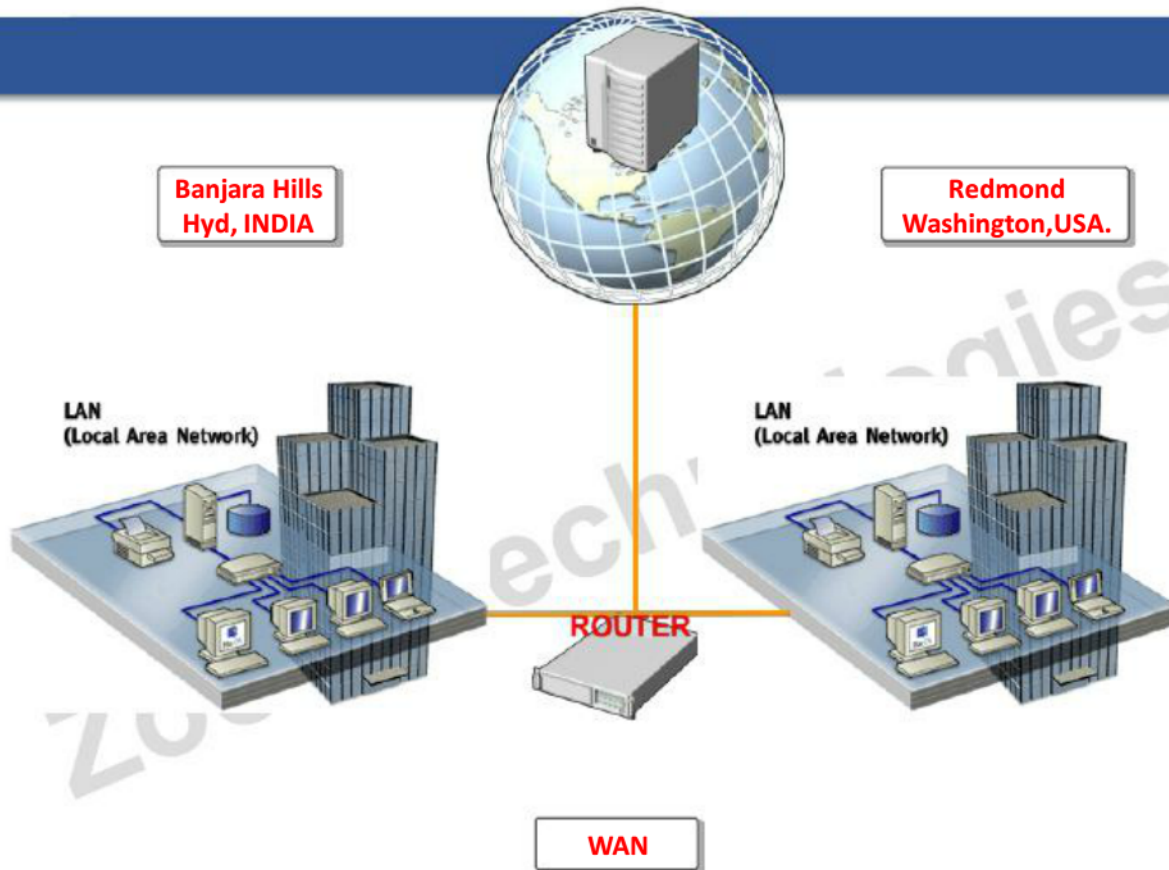 Banjara Hills
Hyd, INDIA
Redmond
Washington,USA.
LAN
(Local Area Network)
LAN
(Local Area Network)
ROUTER
WAN